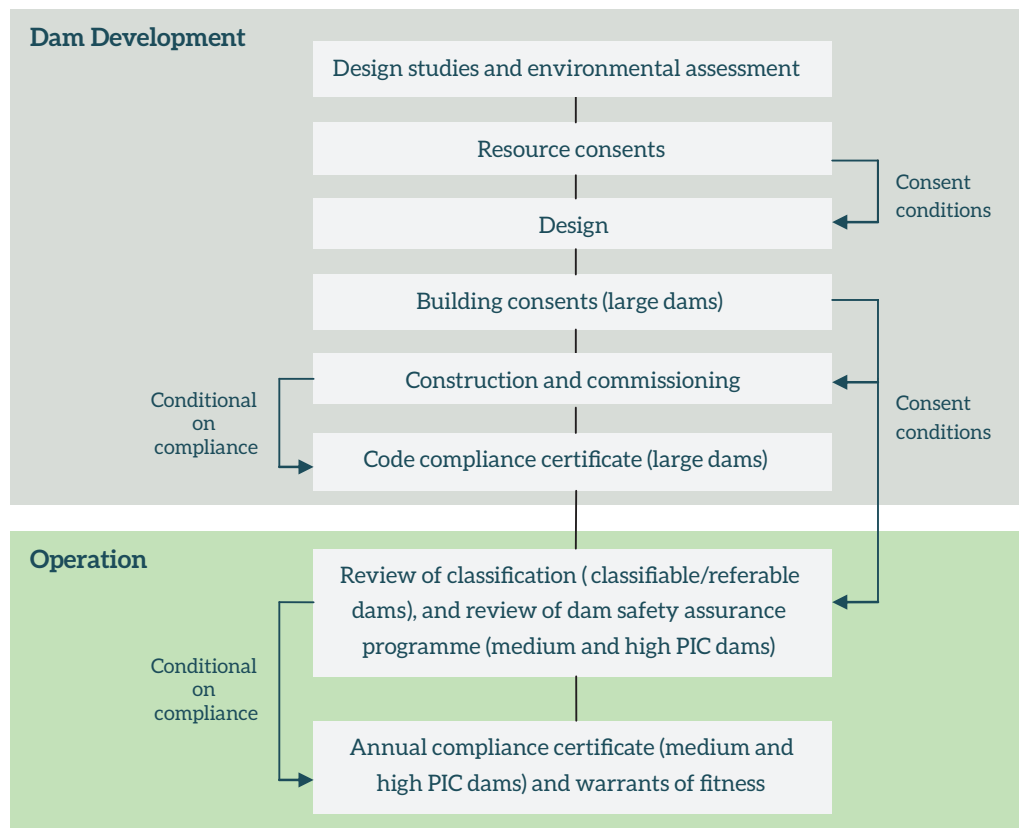 Dam Development
Design studies and environmental assessment
Resource consents
Consent
conditions
Design
Building consents (large dams)
Construction and commissioning
Conditional
on
compliance
Consent
conditions
Code compliance certificate (large dams)
Operation
Review of classification ( classifiable/referable
dams), and review of dam safety assurance
programme (medium and high PIC dams)
Conditional
on
compliance
Annual compliance certificate (medium and
high PIC dams) and warrants of fitness